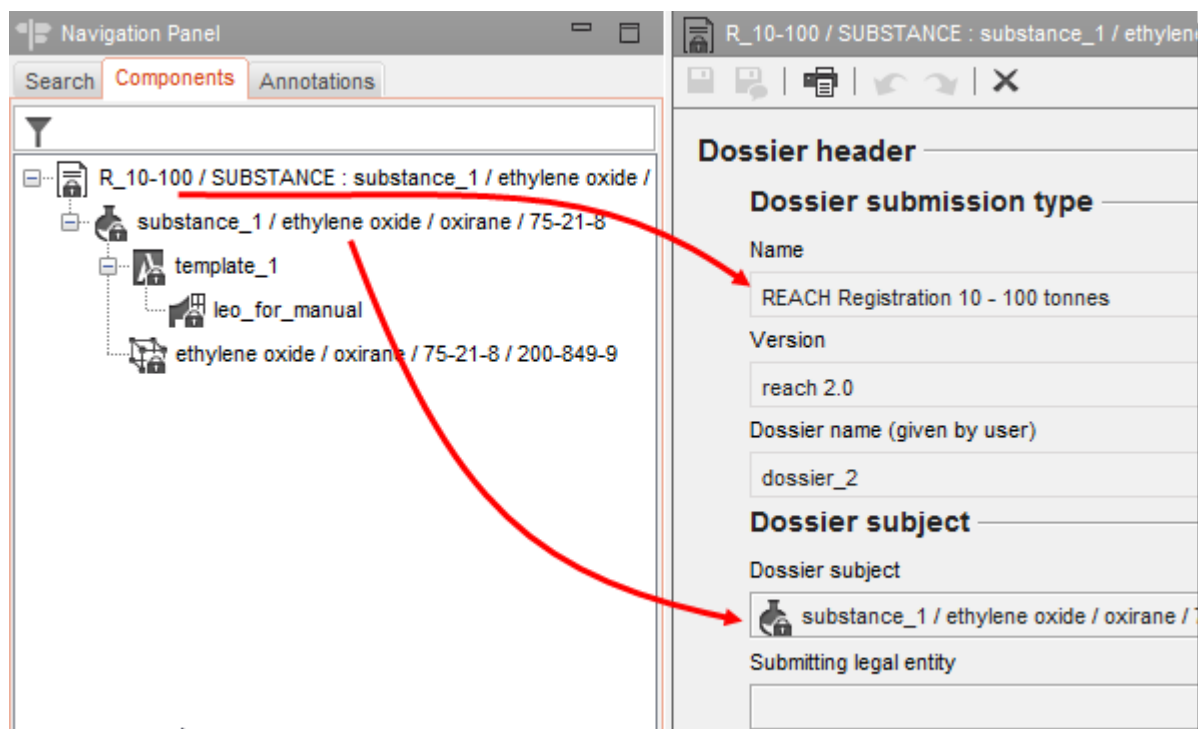 Navigation Panel
Search Components Annotations
R_10-100 / SUBSTANCE : substance_1 / ethylene oxide /
substance_1 / ethylene oxide / oxirane / 75-21-8
template_1
leo_for_manual
ethylene oxide / oxirane / 75-21-8 / 200-849-9
R_10-100 / SUBSTANCE : substance_1 / ethylen
Dossier header
Dossier submission type
Name
REACH Registration 10 - 100 tonnes
Version
reach 2.0
Dossier name (given by user)
dossier_2
Dossier subject
Dossier subject
substance_1 / ethylene oxide / oxirane /
Submitting legal entity